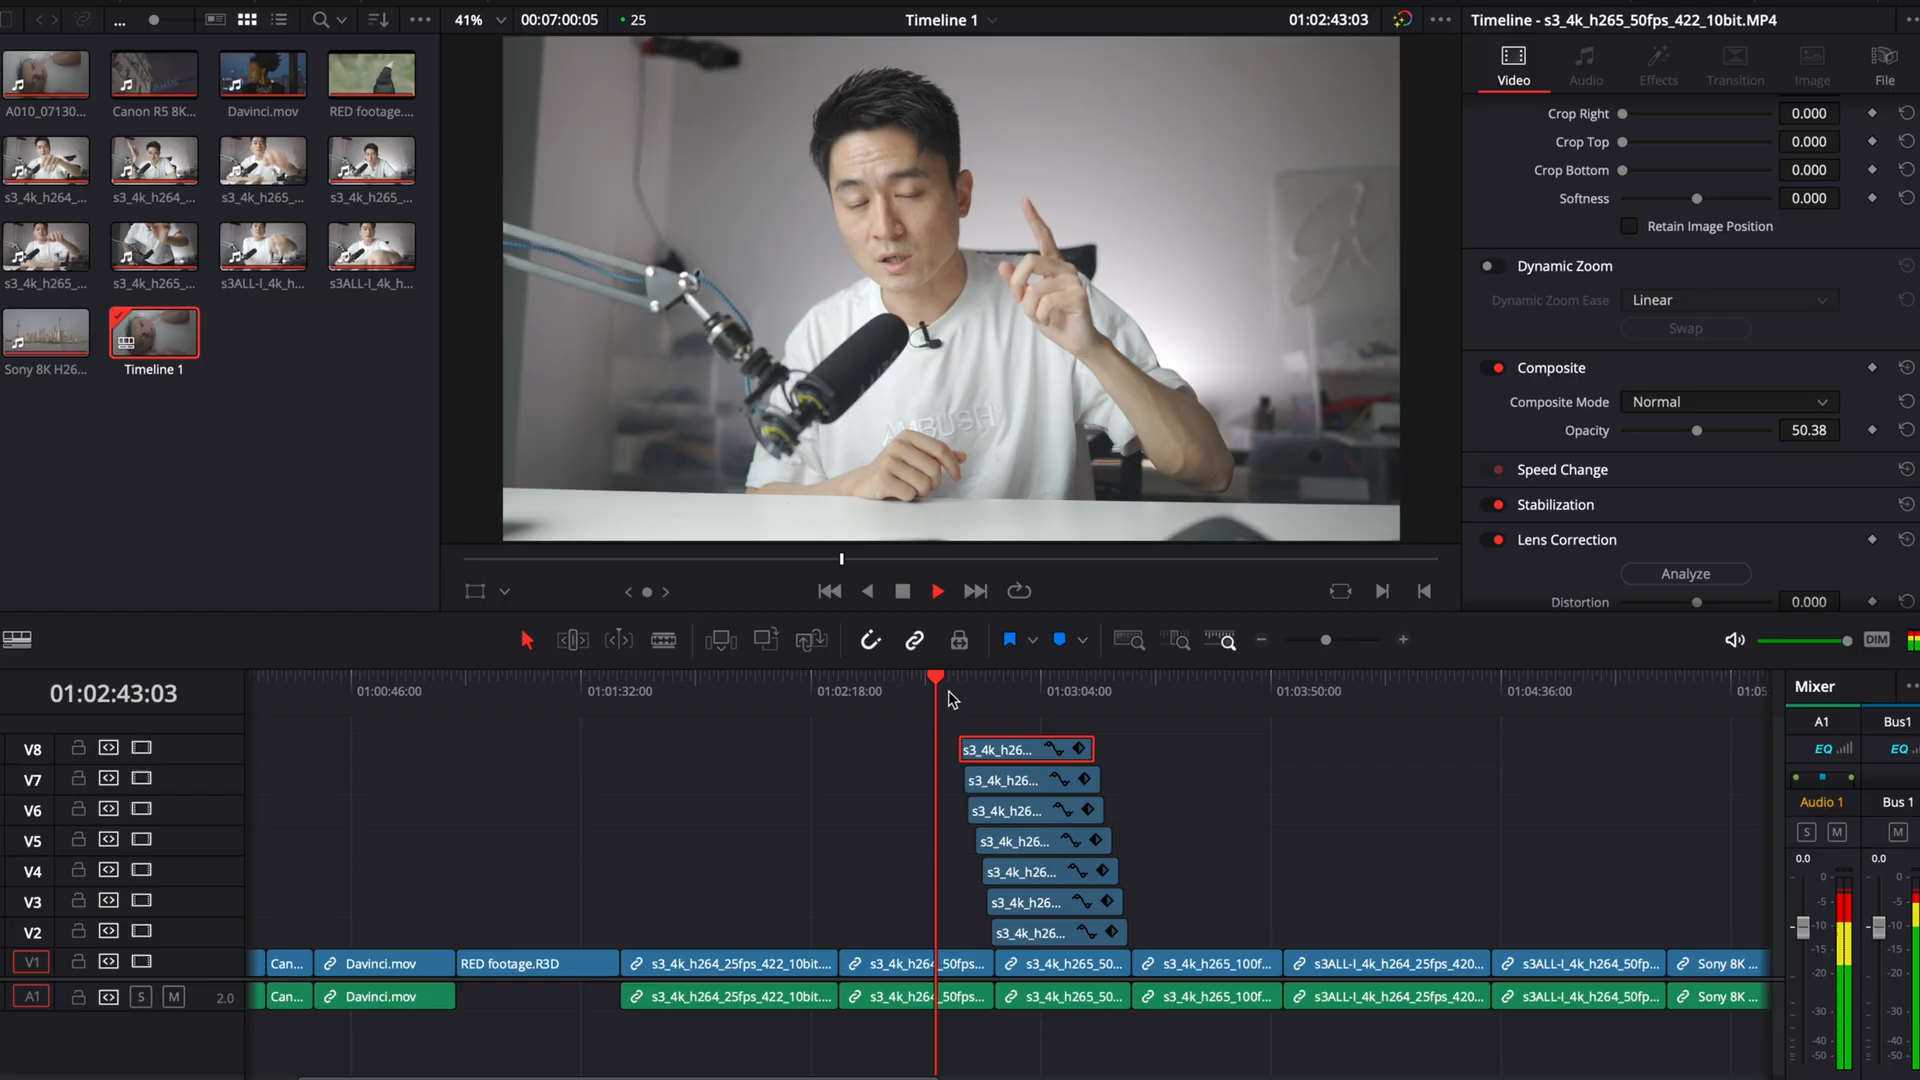 ...
41%
00:07:00:05
25
Timeline 1
01:02:43:03
Timeline - s3_4k_h265_50fps_422_10bit.MP4
Video
Audio
Effects
Transition
Image
File
A010_07130...
Canon R5 8K...
Davinci.mov
RED footage....
s3_4k_h264_...
s3_4k_h264_...
s3_4k_h265_...
s3_4k_h265_...
s3_4k_h265_...
s3_4k_h265_...
s3ALL-I_4k_h...
s3ALL-I_4k_h...
Sony 8K H26...
Timeline 1
AMBUSH
Crop Right 0.000
Crop Top 0.000
Crop Bottom 0.000
Softness 0.000
Retain Image Position
Dynamic Zoom
Dynamic Zoom Ease Linear
Swap
Composite
Composite Mode Normal
Opacity 50.38
Speed Change
Stabilization
Lens Correction
Analyze
Distortion 0.000
DIM
01:02:43:03
01:00:46:00
01:01:32:00
01:02:18:00
01:03:04:00
01:03:50:00
01:04:36:00
01:05
V8 s3_4k_h26...
V7 s3_4k_h26...
V6 s3_4k_h26...
V5 s3_4k_h26...
V4 s3_4k_h26...
V3 s3_4k_h26...
V2 s3_4k_h26...
V1 Can... Davinci.mov RED footage.R3D s3_4k_h264_25fps_422_10bit.... s3_4k_h264_50fps... s3_4k_h265_50... s3_4k_h265_100f... s3ALL-I_4k_h264_25fps_420... s3ALL-I_4k_h264_50fp... Sony 8K ...
A1 S M 2.0 Can... Davinci.mov s3_4k_h264_25fps_422_10bit.... s3_4k_h264_50fps... s3_4k_h265_50... s3_4k_h265_100f... s3ALL-I_4k_h264_25fps_420... s3ALL-I_4k_h264_50fp... Sony 8K ...
Mixer
A1 Bus1
EQ EQ
Audio 1 Bus 1
S M M
0.0 0.0
0 0
-5 -5
-10 -10
-15 -15
-20 -20
-30 -30
-40 -40
-50 -50